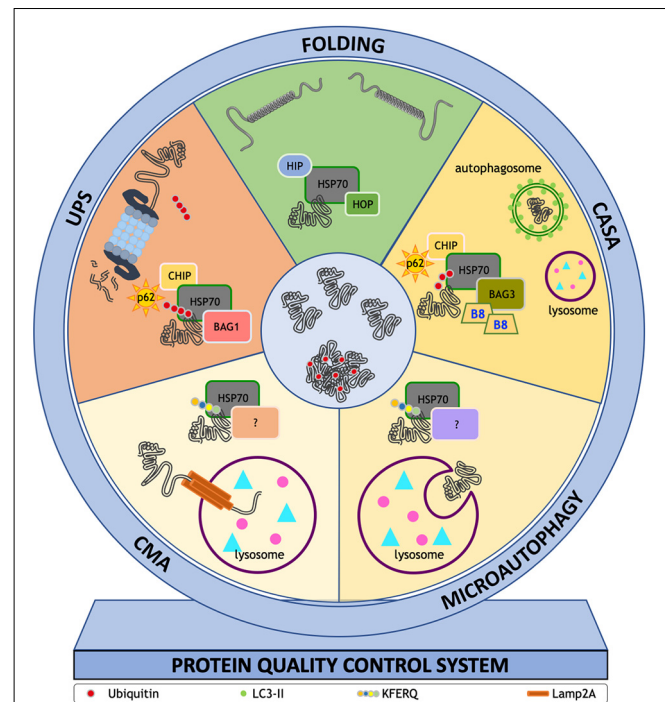 FOLDING
HIP
HSP70
HOP
UPS
CHIP
p62
HSP70
BAG1
CASA
autophagosome
CHIP
p62
HSP70
BAG3
B8
B8
lysosome
HSP70
?
lysosome
CMA
HSP70
?
lysosome
MICROAUTOPHAGY
PROTEIN QUALITY CONTROL SYSTEM
Ubiquitin LC3-II KFERQ Lamp2A